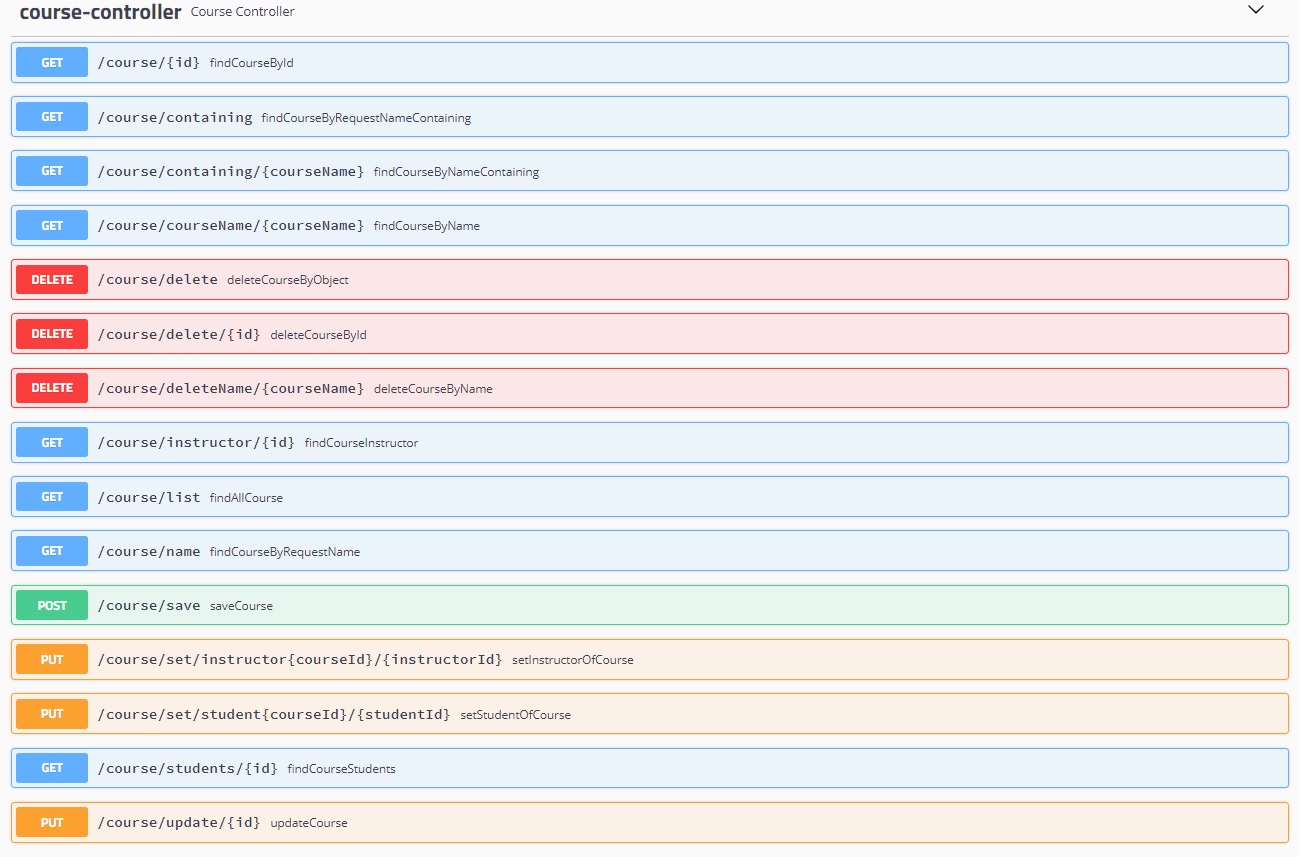 course-controller Course Controller
GET /course/{id} findCourseById
GET /course/containing findCourseByRequestNameContaining
GET /course/containing/{courseName} findCourseByNameContaining
GET /course/courseName/{courseName} findCourseByName
DELETE /course/delete deleteCourseByObject
DELETE /course/delete/{id} deleteCourseById
DELETE /course/deleteName/{courseName} deleteCourseByName
GET /course/instructor/{id} findCourseInstructor
GET /course/list findAllCourse
GET /course/name findCourseByRequestName
POST /course/save saveCourse
PUT /course/set/instructor{courseId}/{instructorId} setInstructorOfCourse
PUT /course/set/student{courseId}/{studentId} setStudentOfCourse
GET /course/students/{id} findCourseStudents
PUT /course/update/{id} updateCourse